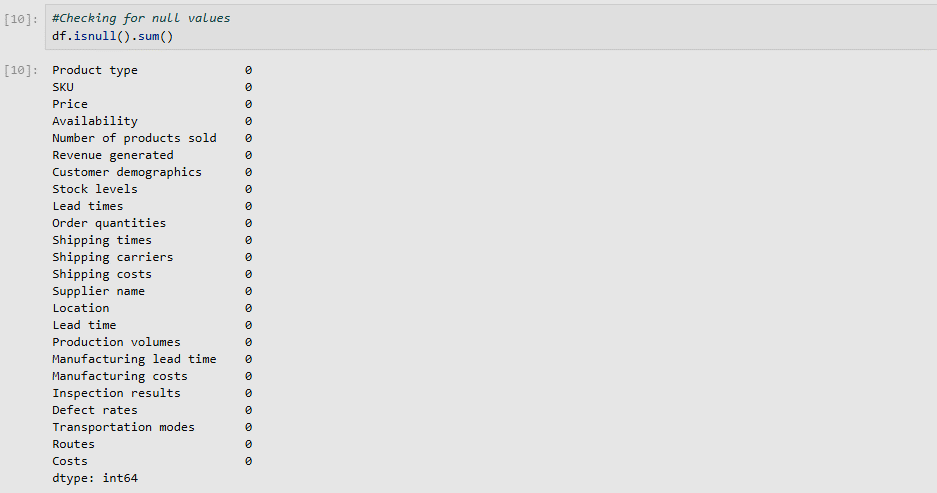 [10]: #Checking for null values
df.isnull().sum()
[10]: Product type 0
SKU 0
Price 0
Availability 0
Number of products sold 0
Revenue generated 0
Customer demographics 0
Stock levels 0
Lead times 0
Order quantities 0
Shipping times 0
Shipping carriers 0
Shipping costs 0
Supplier name 0
Location 0
Lead time 0
Production volumes 0
Manufacturing lead time 0
Manufacturing costs 0
Inspection results 0
Defect rates 0
Transportation modes 0
Routes 0
Costs 0
dtype: int64